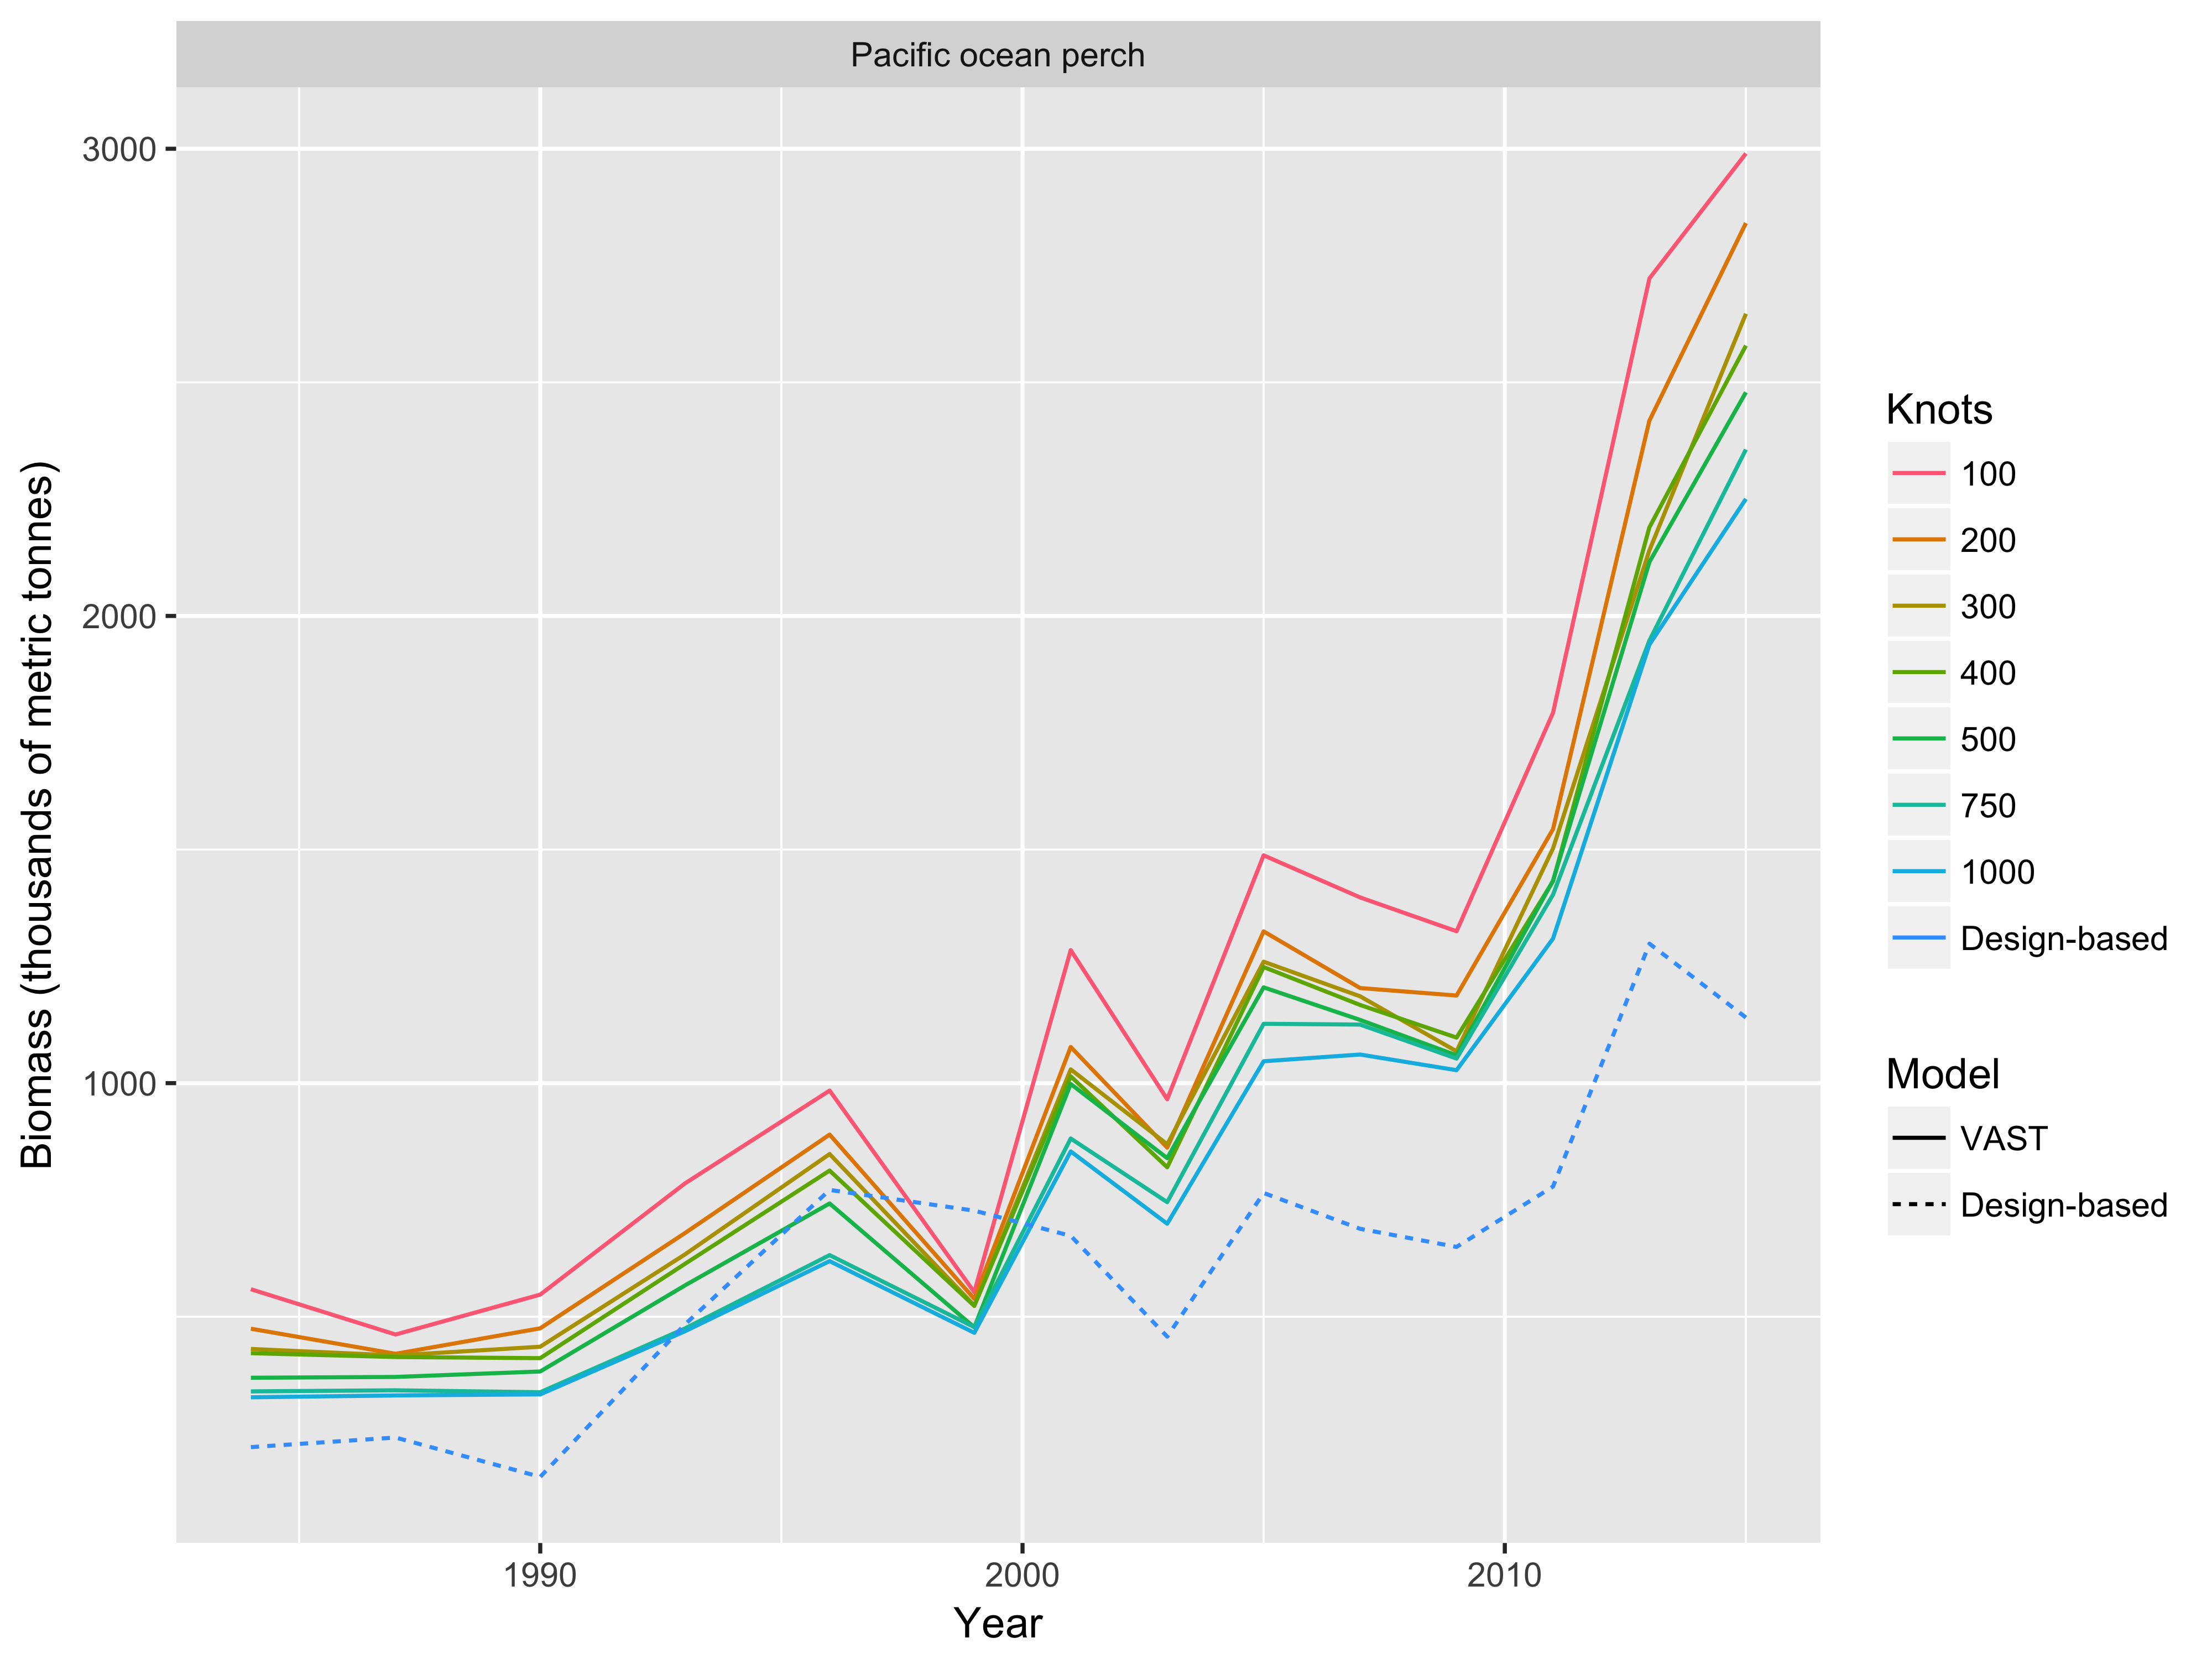 Pacific ocean perch
3000
2000
1000
Biomass (thousands of metric tonnes)
1990
2000
2010
Year
Knots
100
200
300
400
500
750
1000
Design-based
Model
VAST
Design-based